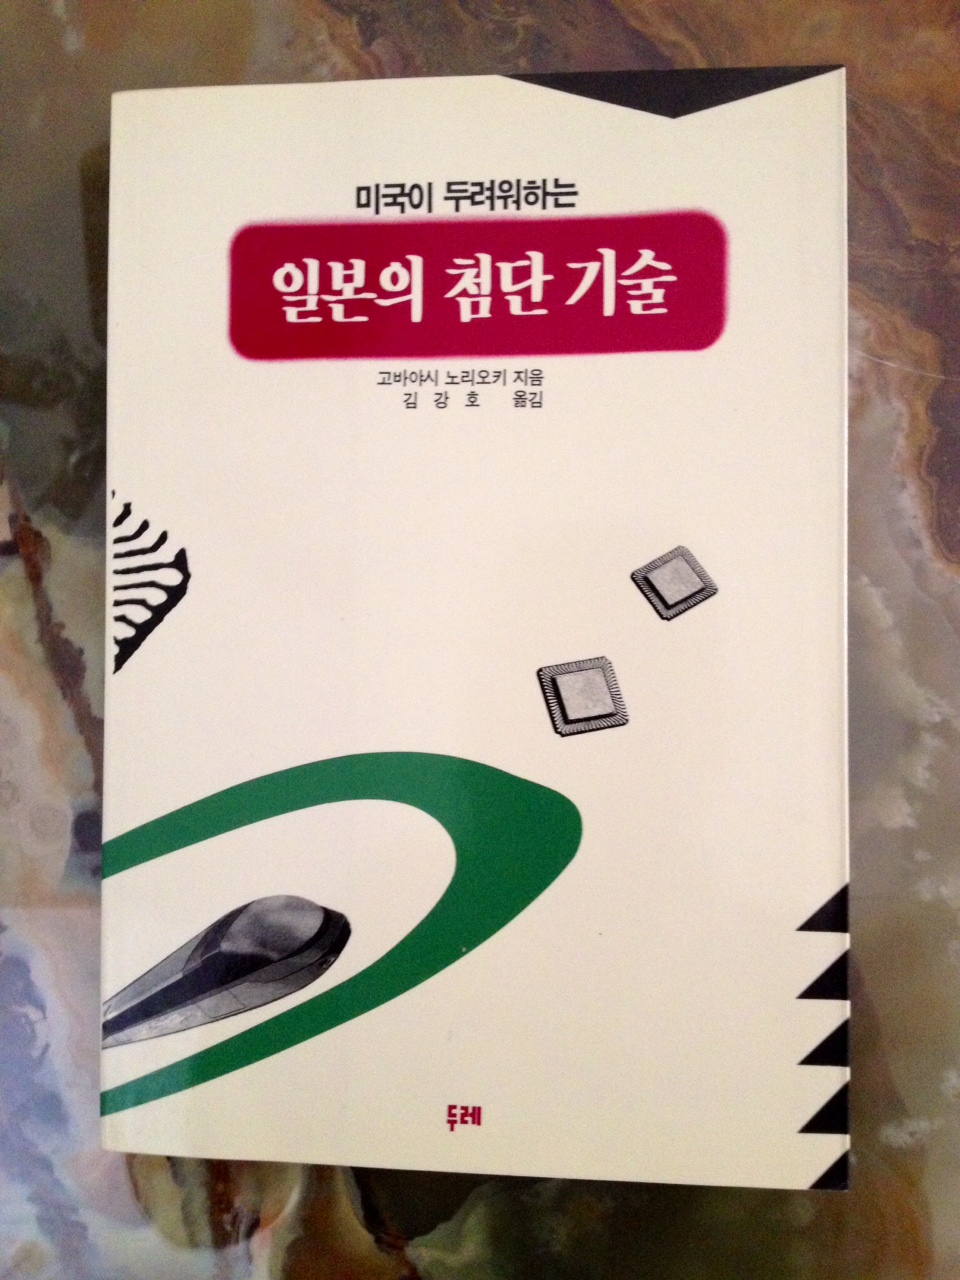 미국이 두려워하는
일본의 첨단 기술
고바야시 노리오키 지음
김 강 호 옮김
두레